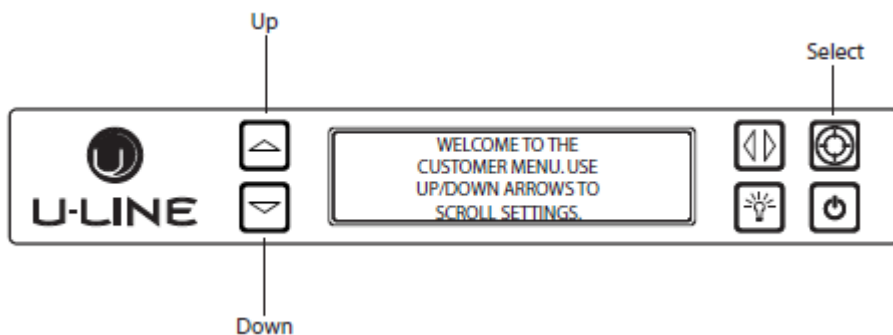 Up
Select
WELCOME TO THE
CUSTOMER MENU. USE
UP/DOWN ARROWS TO
SCROLL SETTINGS.
U-LINE
Down